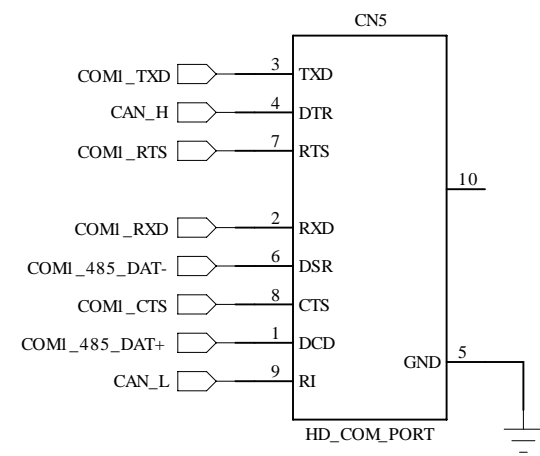 CN5
COM1_TXD 3 TXD
CAN_H 4 DTR
COM1_RTS 7 RTS
10
COM1_RXD 2 RXD
COM1_485_DAT- 6 DSR
COM1_CTS 8 CTS
COM1_485_DAT+ 1 DCD
GND 5
CAN_L 9 RI
HD_COM_PORT